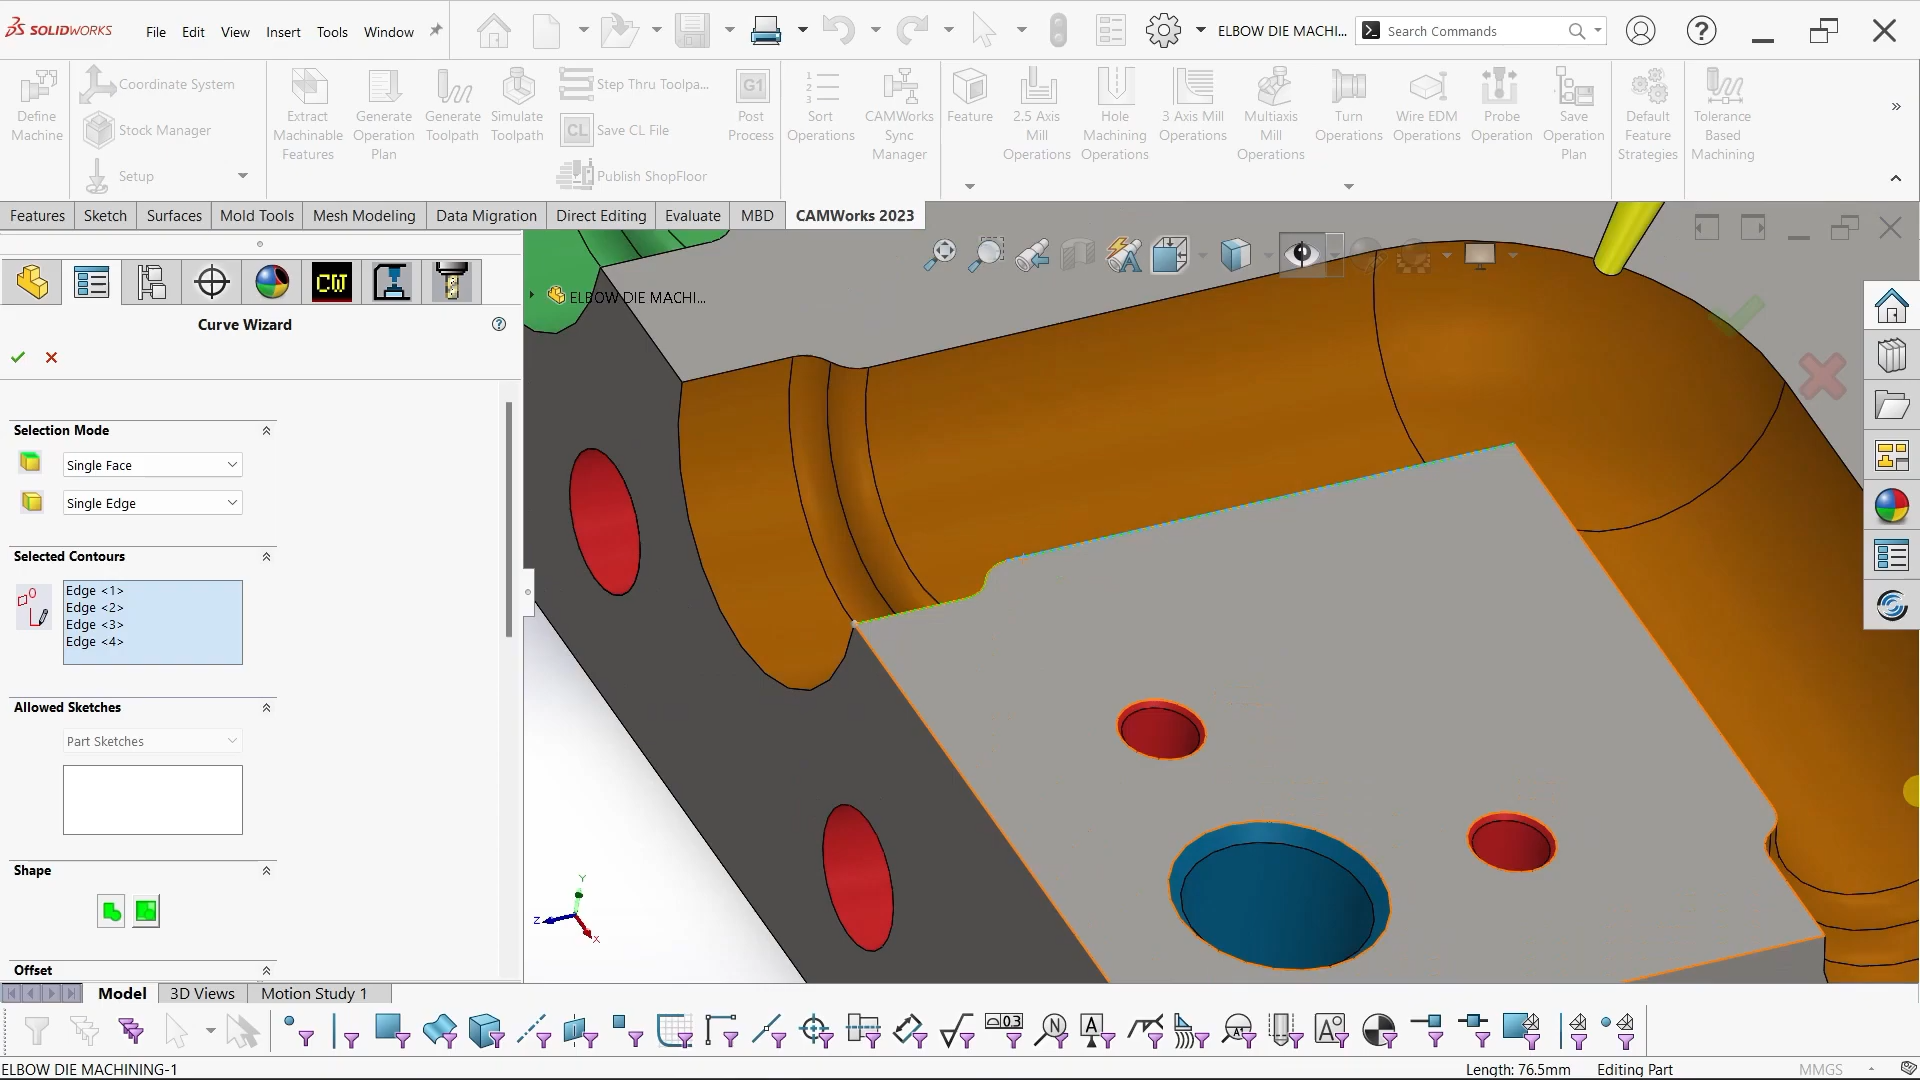 SOLIDWORKS
File Edit View Insert Tools Window
ELBOW DIE MACHI...
Search Commands
Define Machine
Coordinate System
Stock Manager
Setup
Extract Machinable Features
Generate Operation Plan
Generate Toolpath
Simulate Toolpath
Step Thru Toolpa...
CL Save CL File
Publish ShopFloor
G1
Post Process
Sort Operations
CAMWorks Sync Manager
Feature
2.5 Axis Mill Operations
Hole Machining Operations
3 Axis Mill Operations
Multiaxis Mill Operations
Turn Operations
Wire EDM Operations
Probe Operation
Save Operation Plan
Default Feature Strategies
Tolerance Based Machining
Features Sketch Surfaces Mold Tools Mesh Modeling Data Migration Direct Editing Evaluate MBD CAMWorks 2023
CW
ELBOW DIE MACHI...
Curve Wizard
Selection Mode
Single Face
Single Edge
Selected Contours
Edge <1>
Edge <2>
Edge <3>
Edge <4>
Allowed Sketches
Part Sketches
Shape
Offset
Y
Z
X
Model 3D Views Motion Study 1
ELBOW DIE MACHINING-1
Length: 76.5mm Editing Part MMGS